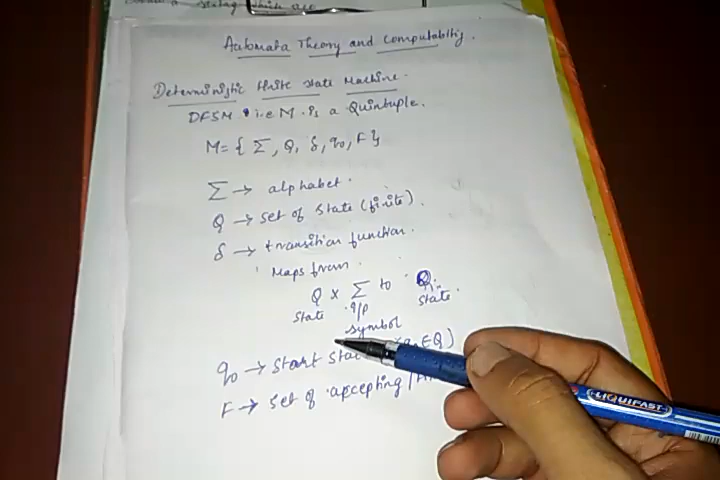 Automata Theory and Computability.
Deterministic Finite State Machine.
DFSM i.e M is a Quintuple.
M = { Σ, Q, δ, q0, F }
Σ → alphabet.
Q → set of state (finite).
δ → transition function.
Maps from.
Q × Σ to Q.
state i/p state.
symbol
q0 → start (q0 ∈ Q)
F → set of accepting /
LIQUIFAST